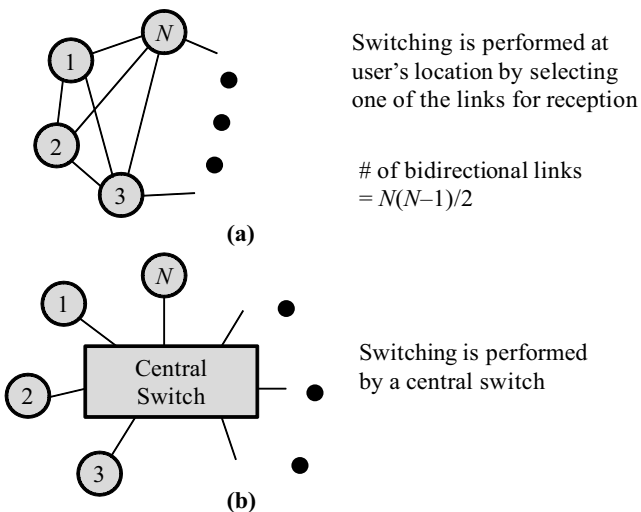 N
1
2
3
Switching is performed at
user's location by selecting
one of the links for reception
# of bidirectional links
= N(N–1)/2
(a)
N
1
2
3
Central
Switch
Switching is performed
by a central switch
(b)